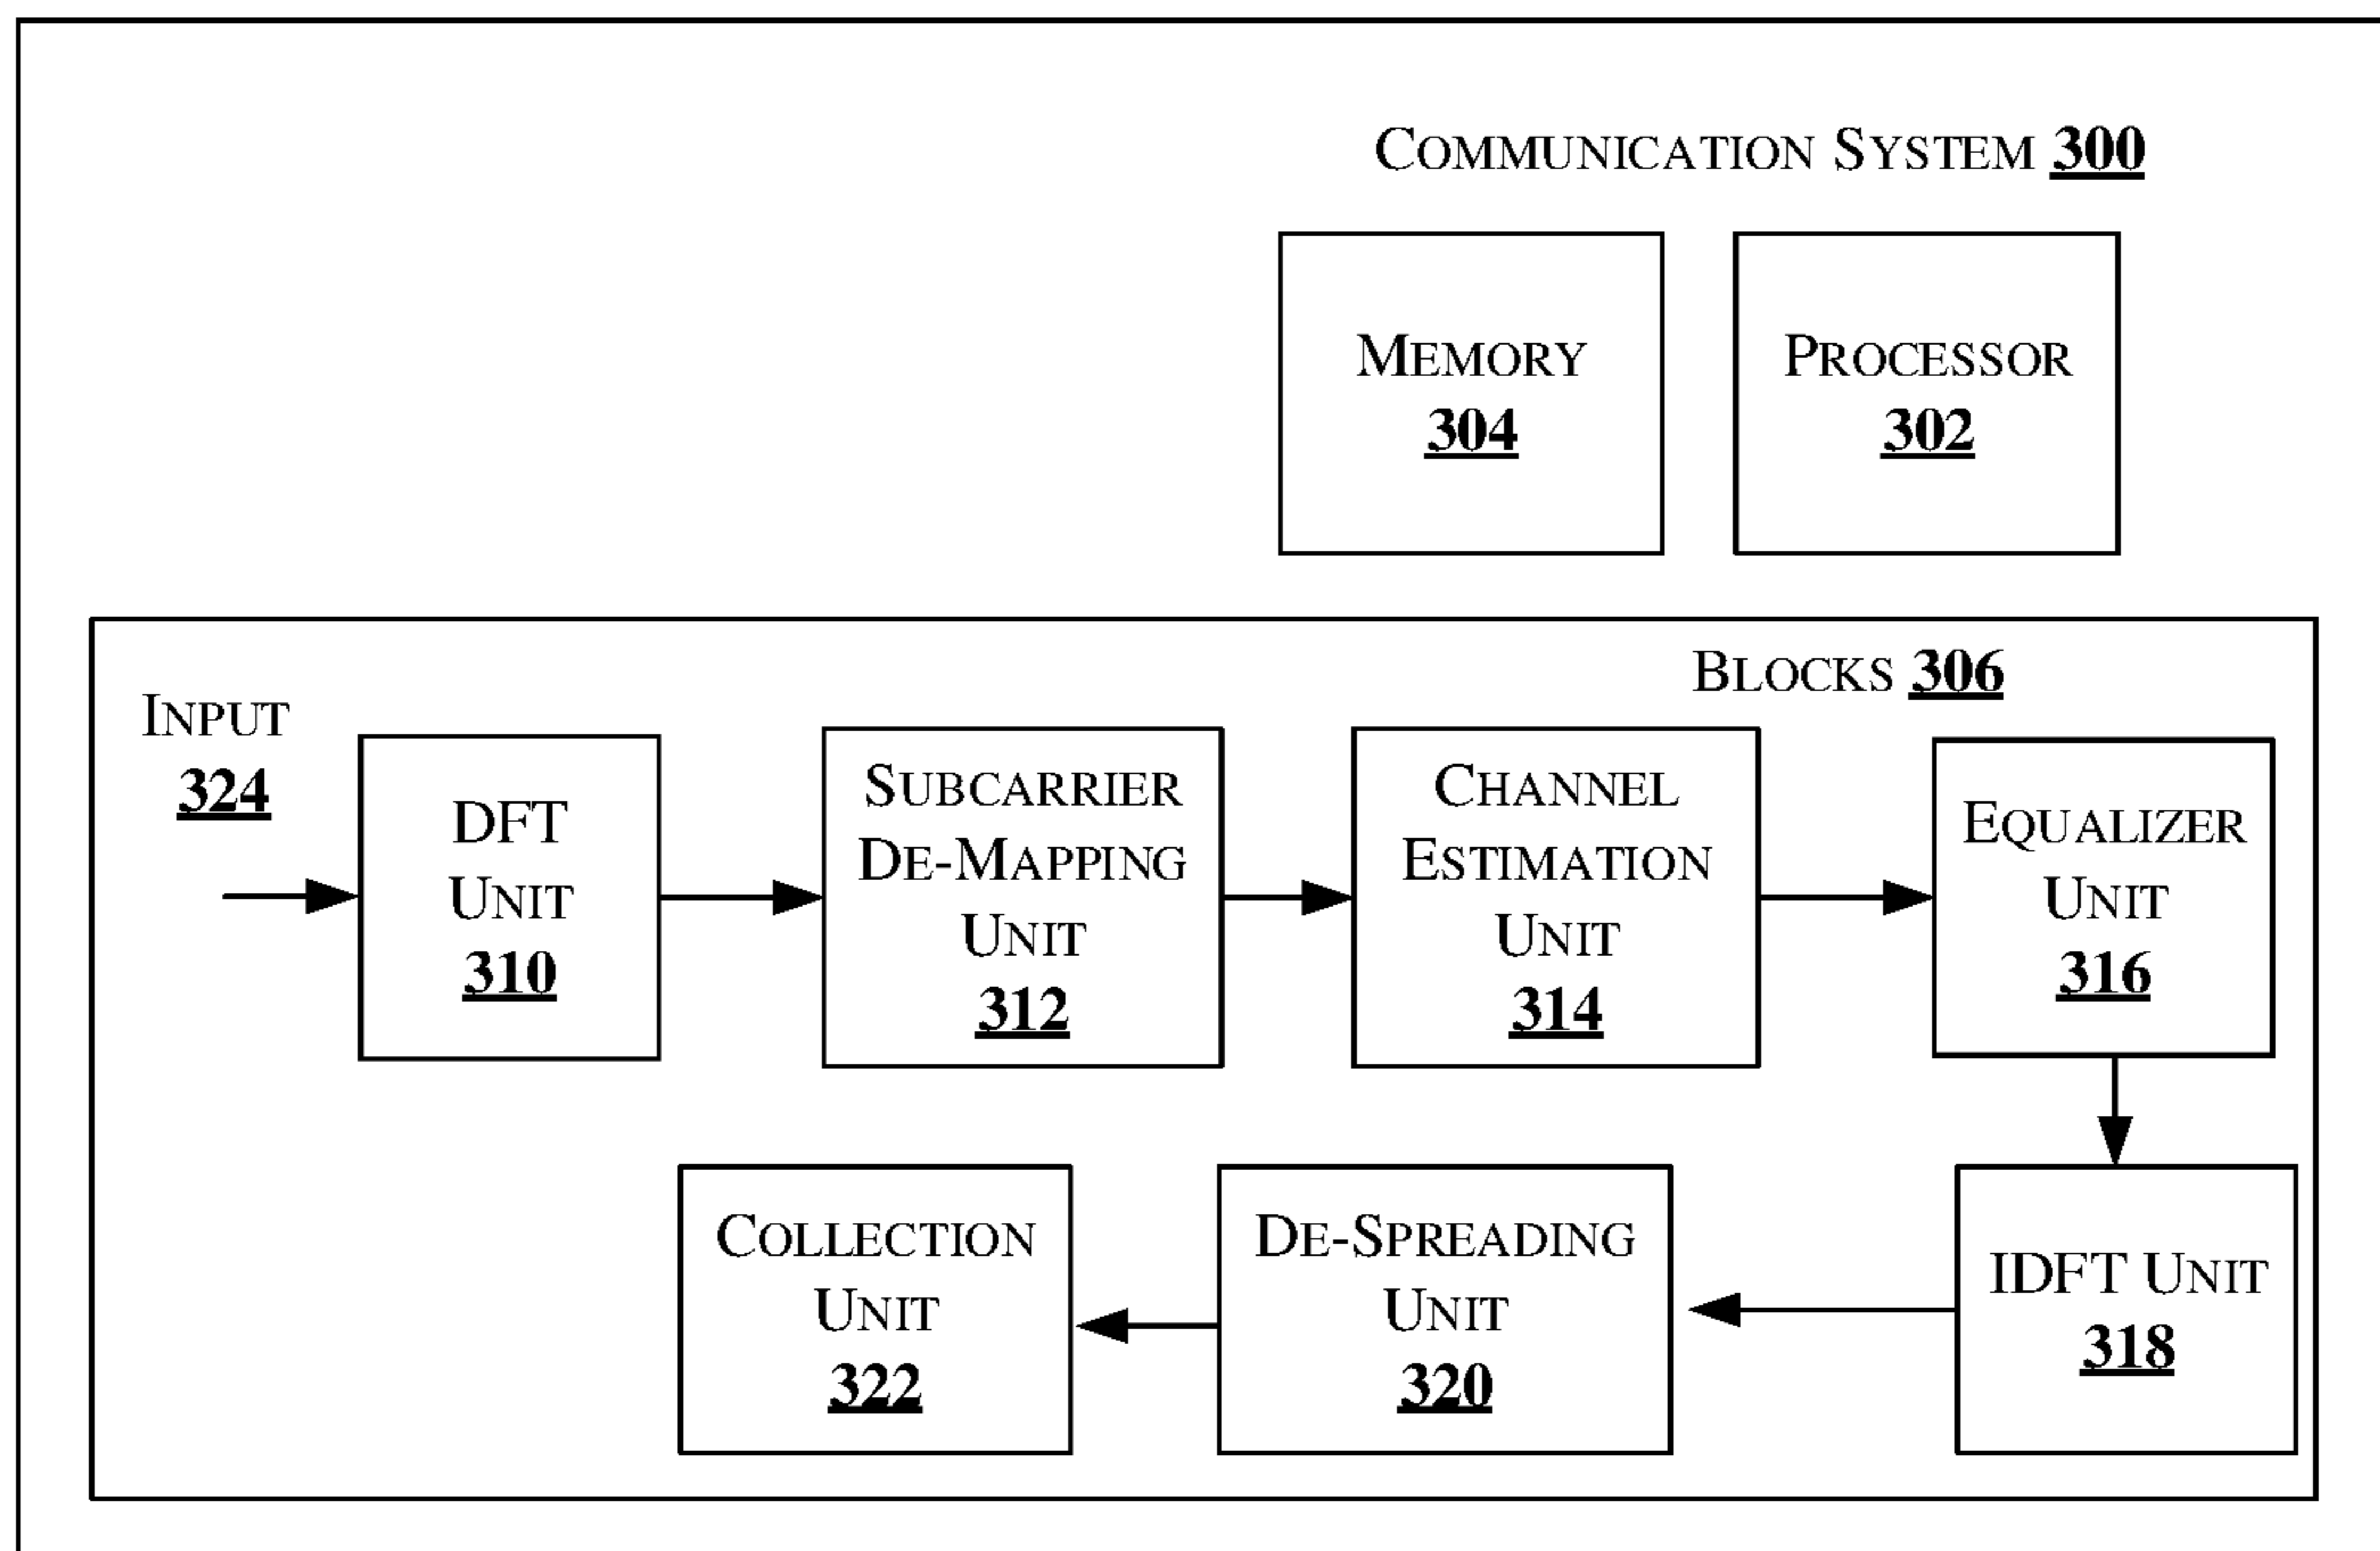 COMMUNICATION SYSTEM 300
MEMORY
304
PROCESSOR
302
BLOCKS 306
INPUT
324
DFT
UNIT
310
SUBCARRIER
DE-MAPPING
UNIT
312
CHANNEL
ESTIMATION
UNIT
314
EQUALIZER
UNIT
316
COLLECTION
UNIT
322
DE-SPREADING
UNIT
320
IDFT UNIT
318